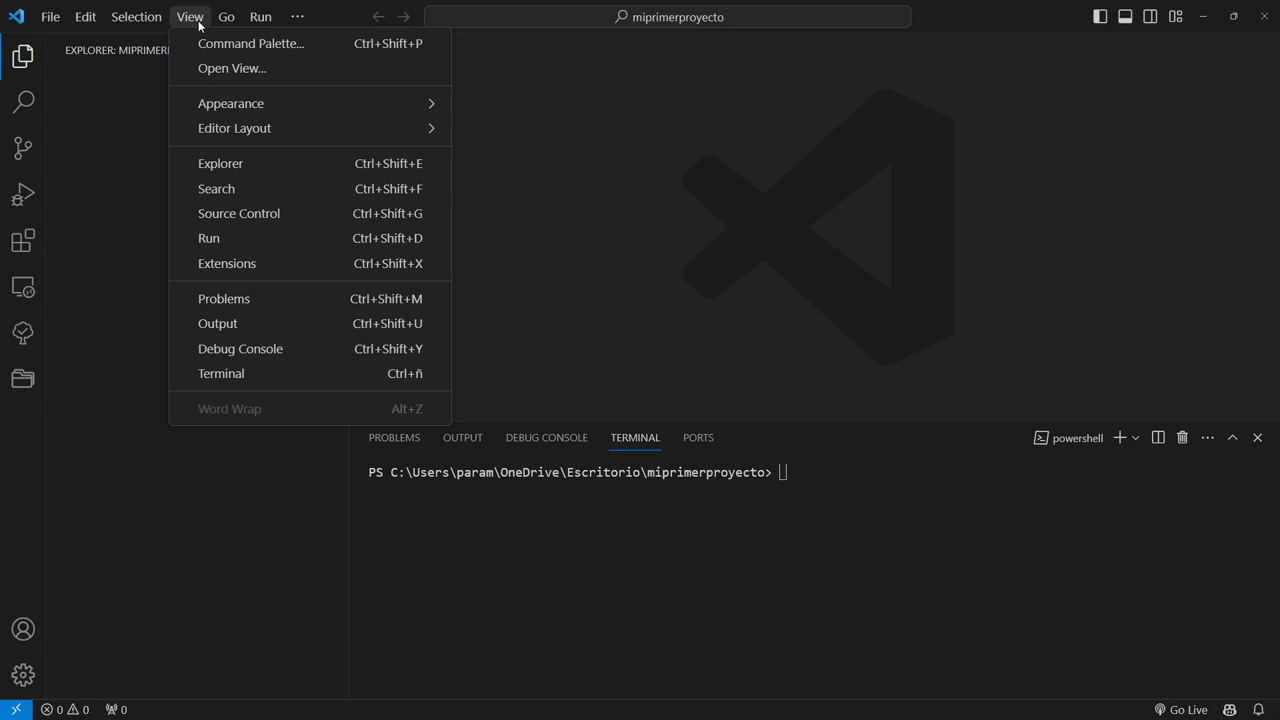 File Edit Selection View Go Run ···
miprimerproyecto
EXPLORER: MIPRIMERI
Command Palette... Ctrl+Shift+P
Open View...
Appearance
Editor Layout
Explorer Ctrl+Shift+E
Search Ctrl+Shift+F
Source Control Ctrl+Shift+G
Run Ctrl+Shift+D
Extensions Ctrl+Shift+X
Problems Ctrl+Shift+M
Output Ctrl+Shift+U
Debug Console Ctrl+Shift+Y
Terminal Ctrl+ñ
Word Wrap Alt+Z
PROBLEMS OUTPUT DEBUG CONSOLE TERMINAL PORTS powershell
PS C:\Users\param\OneDrive\Escritorio\miprimerproyecto>
0 0 0 Go Live